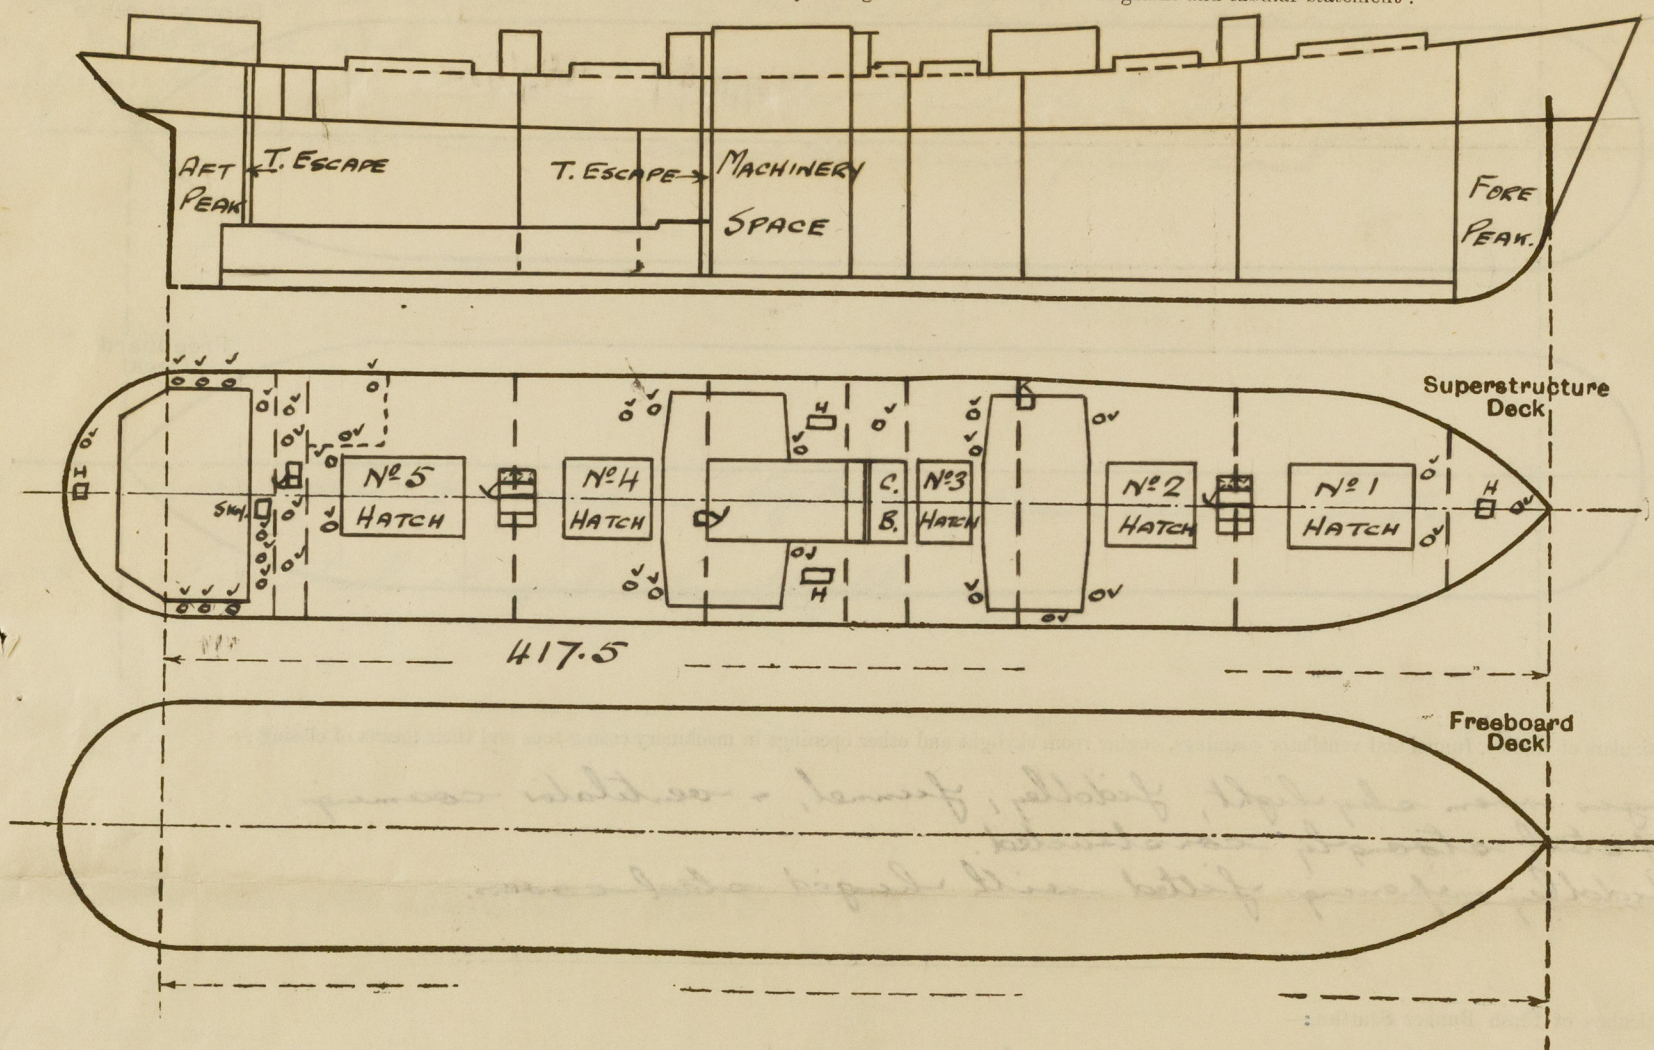 AFT PEAK
T. ESCAPE
T. ESCAPE
MACHINERY SPACE
FORE PEAK.
Superstructure
Deck
H
H
H
H
SKY.
Nº 5
HATCH
Nº 4
HATCH
C.
B.
Nº 3
HATCH
Nº 2
HATCH
Nº 1
HATCH
417.5
Freeboard
Deck